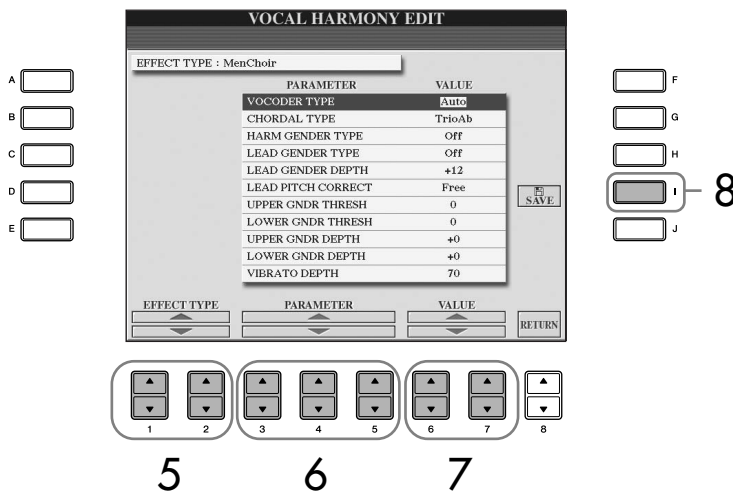 VOCAL HARMONY EDIT
EFFECT TYPE : MenChoir
PARAMETER VALUE
VOCODER TYPE Auto
CHORDAL TYPE TrioAb
HARM GENDER TYPE Off
LEAD GENDER TYPE Off
LEAD GENDER DEPTH +12
LEAD PITCH CORRECT Free
UPPER GNDR THRESH 0
LOWER GNDR THRESH 0
UPPER GNDR DEPTH +0
LOWER GNDR DEPTH +0
VIBRATO DEPTH 70
A
B
C
D
E
F
G
H
I
J
8
SAVE
EFFECT TYPE PARAMETER VALUE
RETURN
1 2 3 4 5 6 7 8
5 6 7